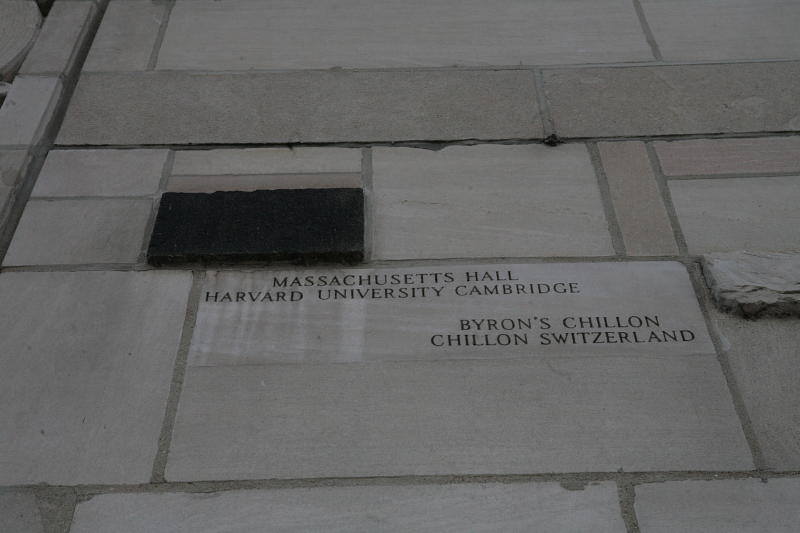 MASSACHUSETTS HALL
HARVARD UNIVERSITY CAMBRIDGE
BYRON'S CHILLON
CHILLON SWITZERLAND